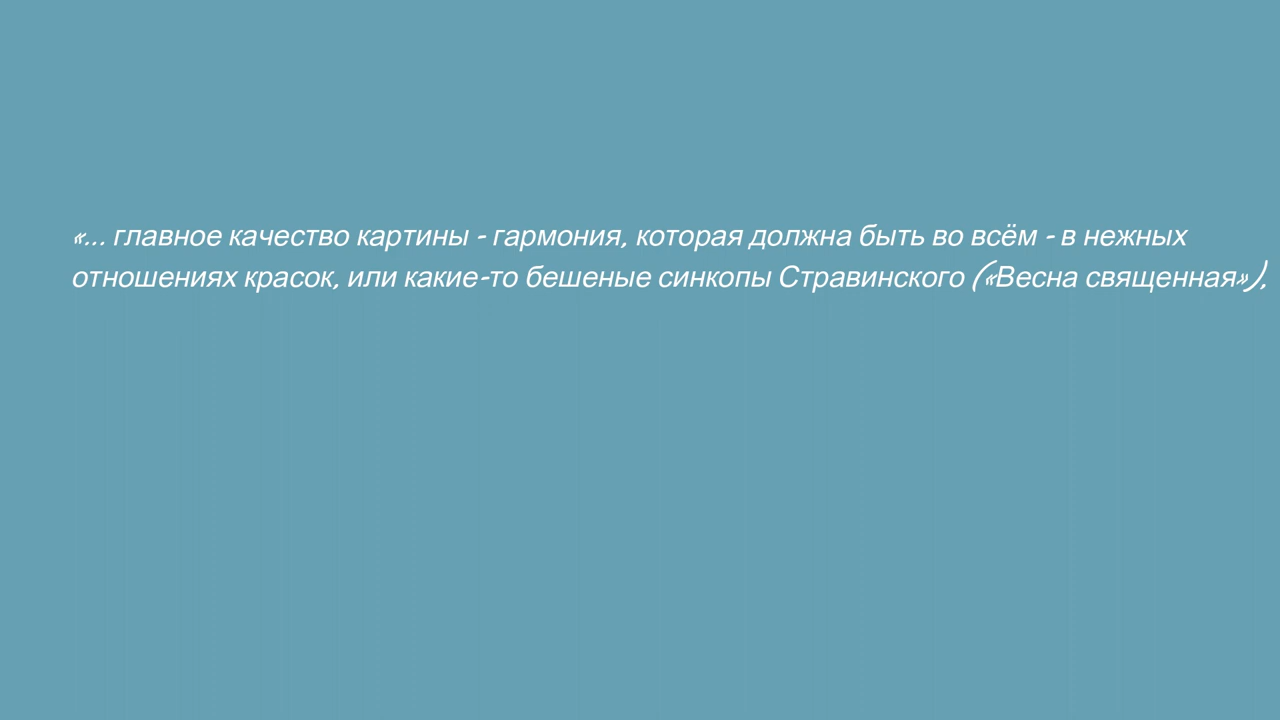 «... главное качество картины - гармония, которая должна быть во всём - в нежных
отношениях красок, или какие-то бешеные синкопы Стравинского («Весна священная»).